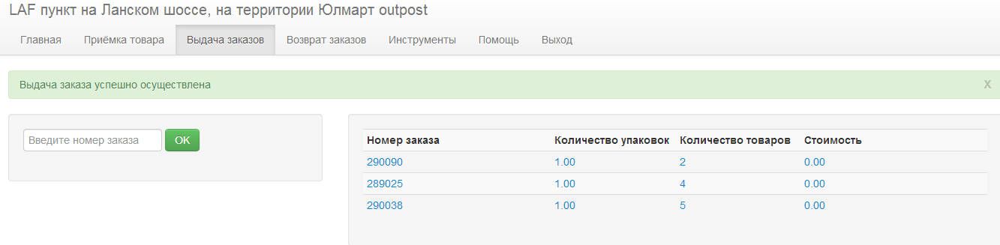 LAF пункт на Ланском шоссе, на территории Юлмарт outpost
Главная Приёмка товара Выдача заказов Возврат заказов Инструменты Помощь Выход
Выдача заказа успешно осуществлена X
Введите номер заказа OK
Номер заказа Количество упаковок Количество товаров Стоимость
290090 1.00 2 0.00
289025 1.00 4 0.00
290038 1.00 5 0.00